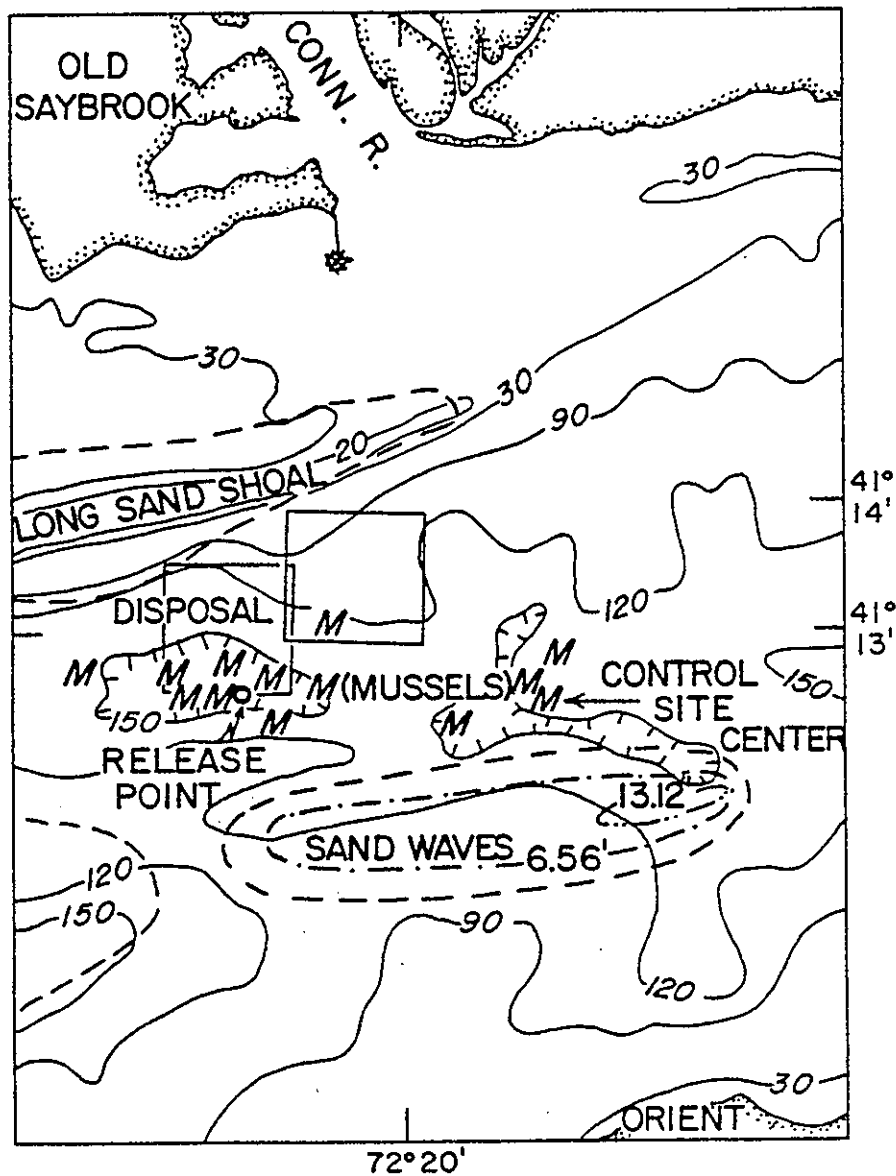 OLD
SAYBROOK
CONN. R.
30
30
30
90
20
LONG SAND SHOAL
41°
14'
120
41°
13'
DISPOSAL
M
M
M M M
M M M
M (MUSSELS) M M
M
M
M
150
CONTROL
SITE
150
RELEASE
POINT
CENTER
13.12
SAND WAVES 6.56'
120
150
90
120
30
ORIENT
72° 20'